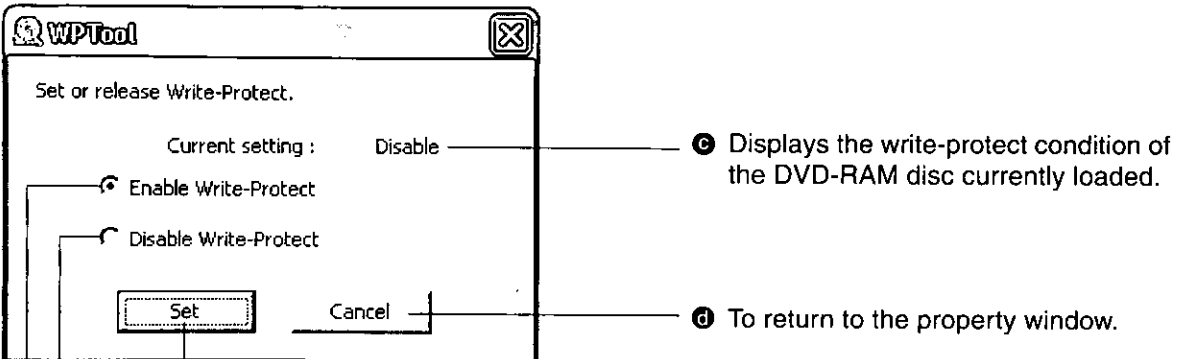 WPTool
Set or release Write-Protect.
Current setting : Disable
Enable Write-Protect
Disable Write-Protect
Set Cancel
c Displays the write-protect condition of
the DVD-RAM disc currently loaded.
d To return to the property window.